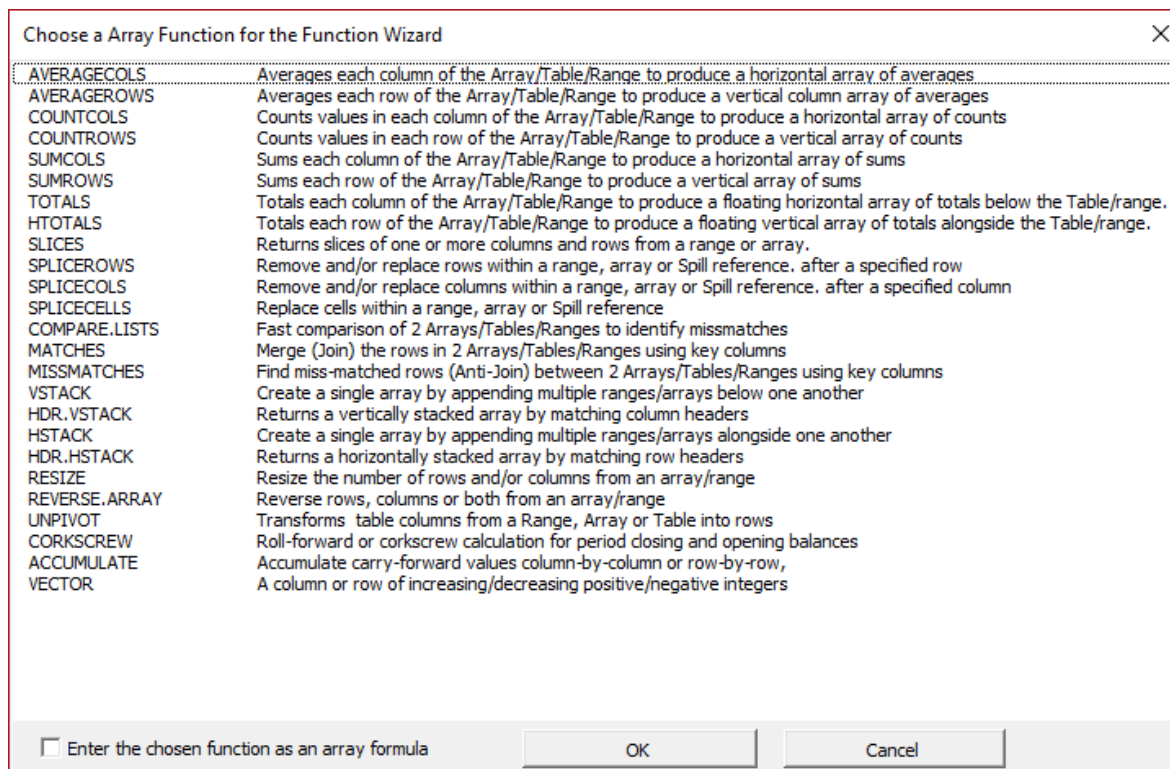 Choose a Array Function for the Function Wizard
AVERAGECOLS Averages each column of the Array/Table/Range to produce a horizontal array of averages
AVERAGEROWS Averages each row of the Array/Table/Range to produce a vertical column array of averages
COUNTCOLS Counts values in each column of the Array/Table/Range to produce a horizontal array of counts
COUNTROWS Counts values in each row of the Array/Table/Range to produce a vertical array of counts
SUMCOLS Sums each column of the Array/Table/Range to produce a horizontal array of sums
SUMROWS Sums each row of the Array/Table/Range to produce a vertical array of sums
TOTALS Totals each column of the Array/Table/Range to produce a floating horizontal array of totals below the Table/range.
HTOTALS Totals each row of the Array/Table/Range to produce a floating vertical array of totals alongside the Table/range.
SLICES Returns slices of one or more columns and rows from a range or array.
SPLICEROWS Remove and/or replace rows within a range, array or Spill reference. after a specified row
SPLICECOLS Remove and/or replace columns within a range, array or Spill reference. after a specified column
SPLICECELLS Replace cells within a range, array or Spill reference
COMPARE.LISTS Fast comparison of 2 Arrays/Tables/Ranges to identify missmatches
MATCHES Merge (Join) the rows in 2 Arrays/Tables/Ranges using key columns
MISSMATCHES Find miss-matched rows (Anti-Join) between 2 Arrays/Tables/Ranges using key columns
VSTACK Create a single array by appending multiple ranges/arrays below one another
HDR.VSTACK Returns a vertically stacked array by matching column headers
HSTACK Create a single array by appending multiple ranges/arrays alongside one another
HDR.HSTACK Returns a horizontally stacked array by matching row headers
RESIZE Resize the number of rows and/or columns from an array/range
REVERSE.ARRAY Reverse rows, columns or both from an array/range
UNPIVOT Transforms table columns from a Range, Array or Table into rows
CORKSCREW Roll-forward or corkscrew calculation for period closing and opening balances
ACCUMULATE Accumulate carry-forward values column-by-column or row-by-row,
VECTOR A column or row of increasing/decreasing positive/negative integers
Enter the chosen function as an array formula OK Cancel